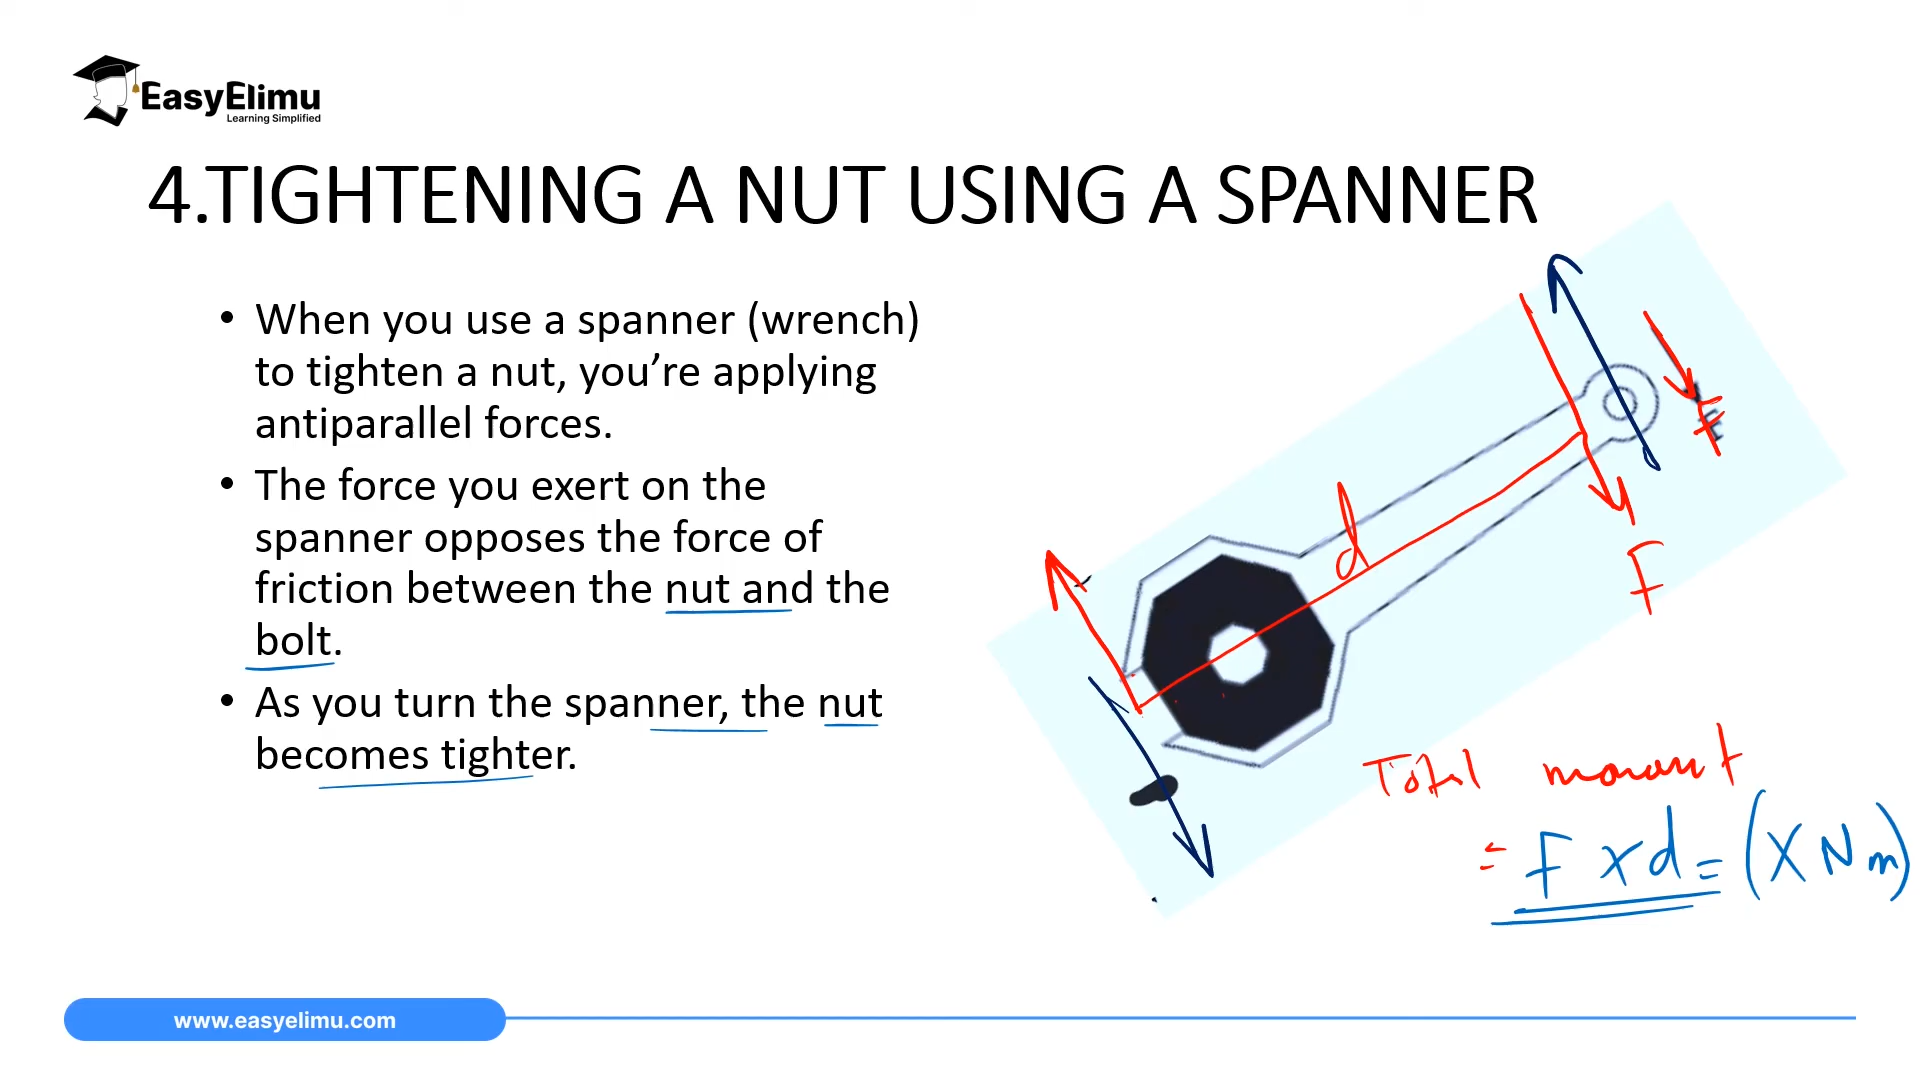 EasyElimu
Learning Simplified
4.TIGHTENING A NUT USING A SPANNER
• When you use a spanner (wrench)
to tighten a nut, you’re applying
antiparallel forces.
• The force you exert on the
spanner opposes the force of
friction between the nut and the
bolt.
• As you turn the spanner, the nut
becomes tighter.
F
d
F
Total moment
= F x d = (X Nm)
www.easyelimu.com